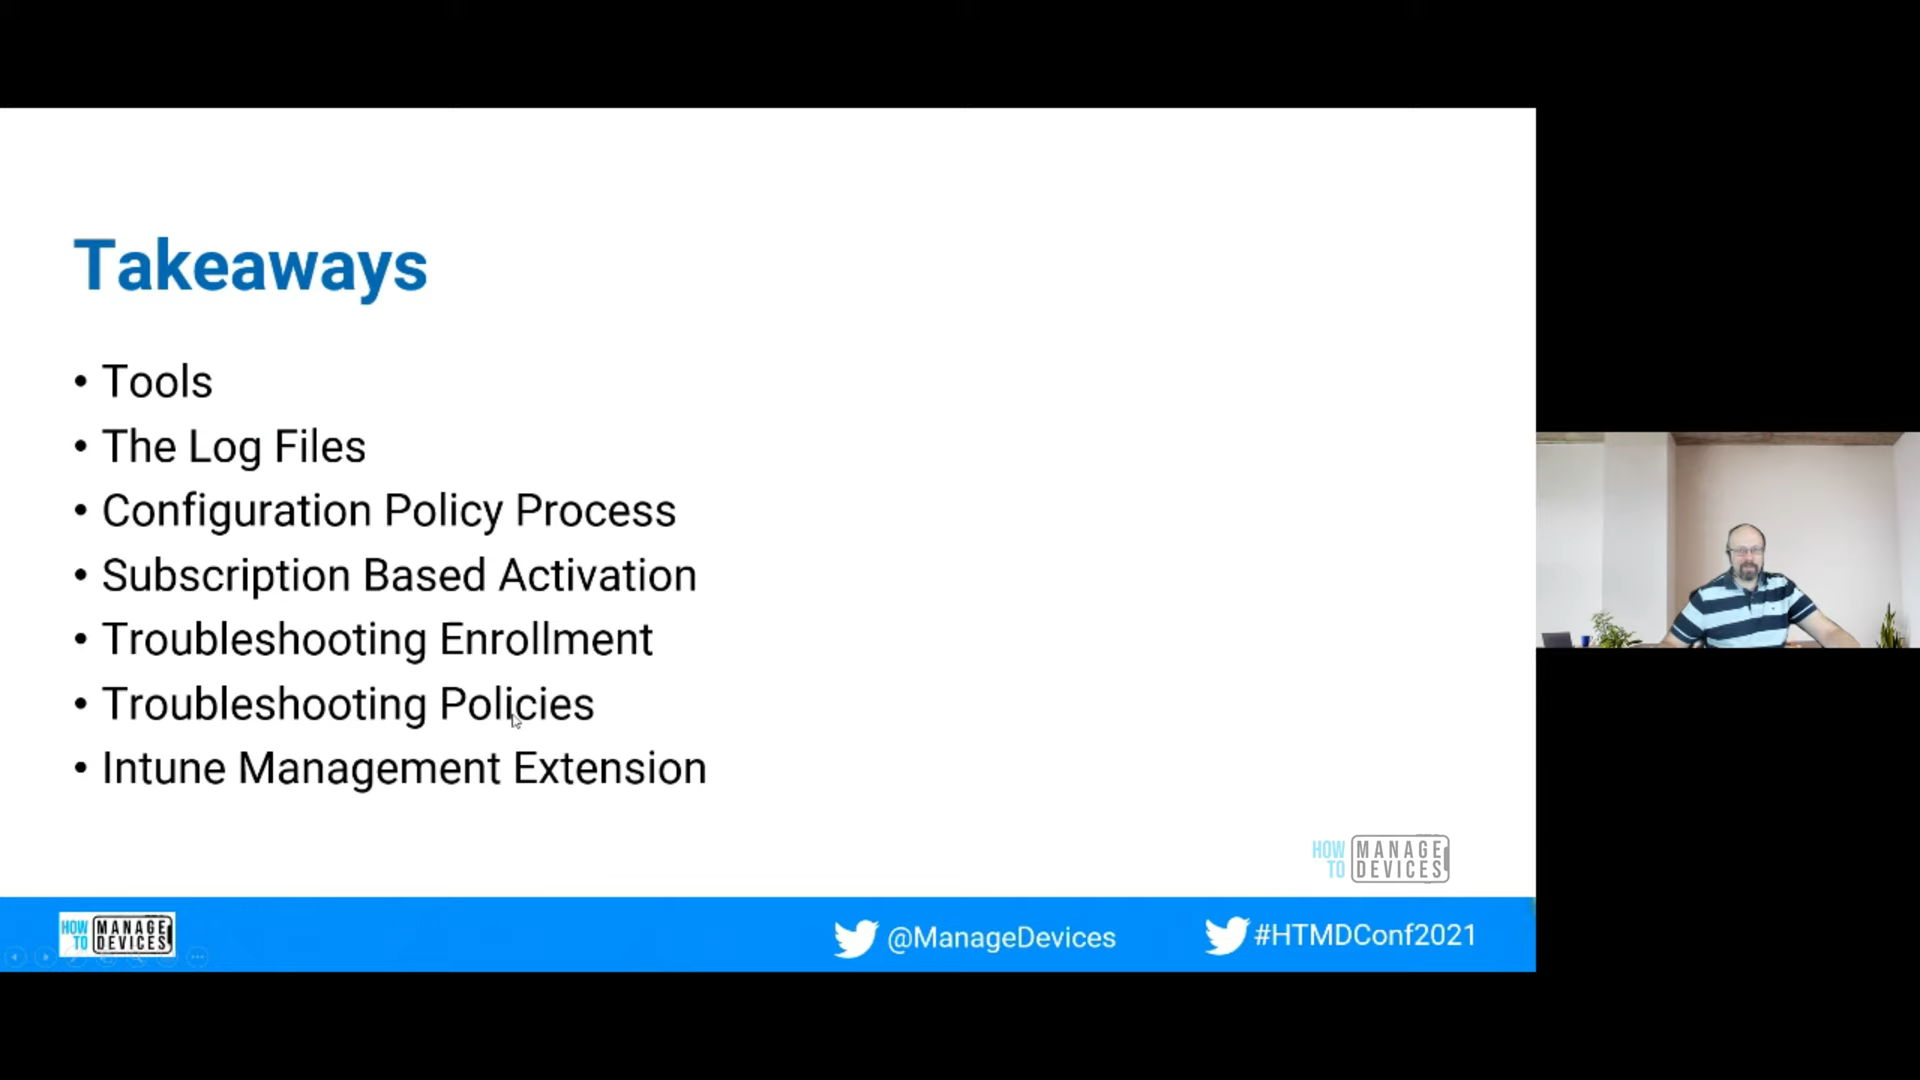 Takeaways
• Tools
• The Log Files
• Configuration Policy Process
• Subscription Based Activation
• Troubleshooting Enrollment
• Troubleshooting Policies
• Intune Management Extension
HOW TO MANAGE DEVICES
HOW TO MANAGE DEVICES
@ManageDevices
#HTMDConf2021